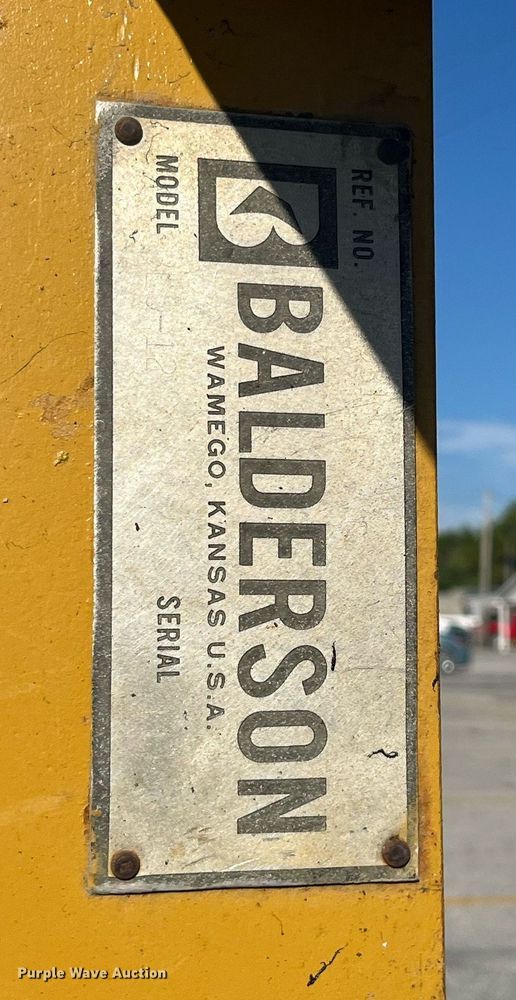 REF. NO.
B BALDERSON
WAMEGO, KANSAS U.S.A.
MODEL SERIAL
Purple Wave Auction